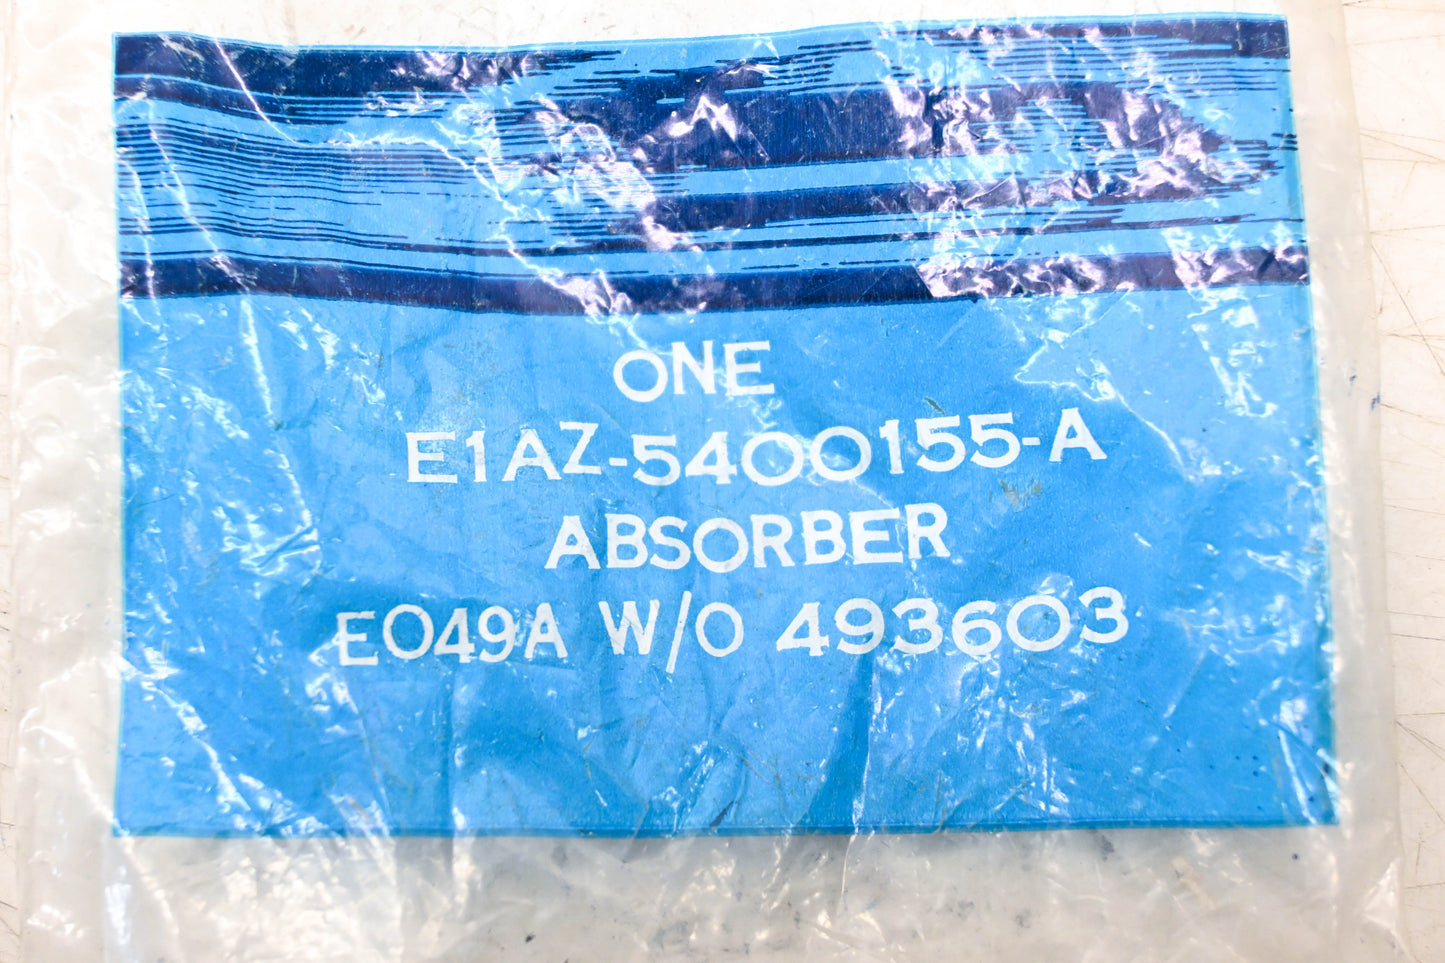 ONE
E1AZ-5400155-A
ABSORBER
E049A W/O 493603